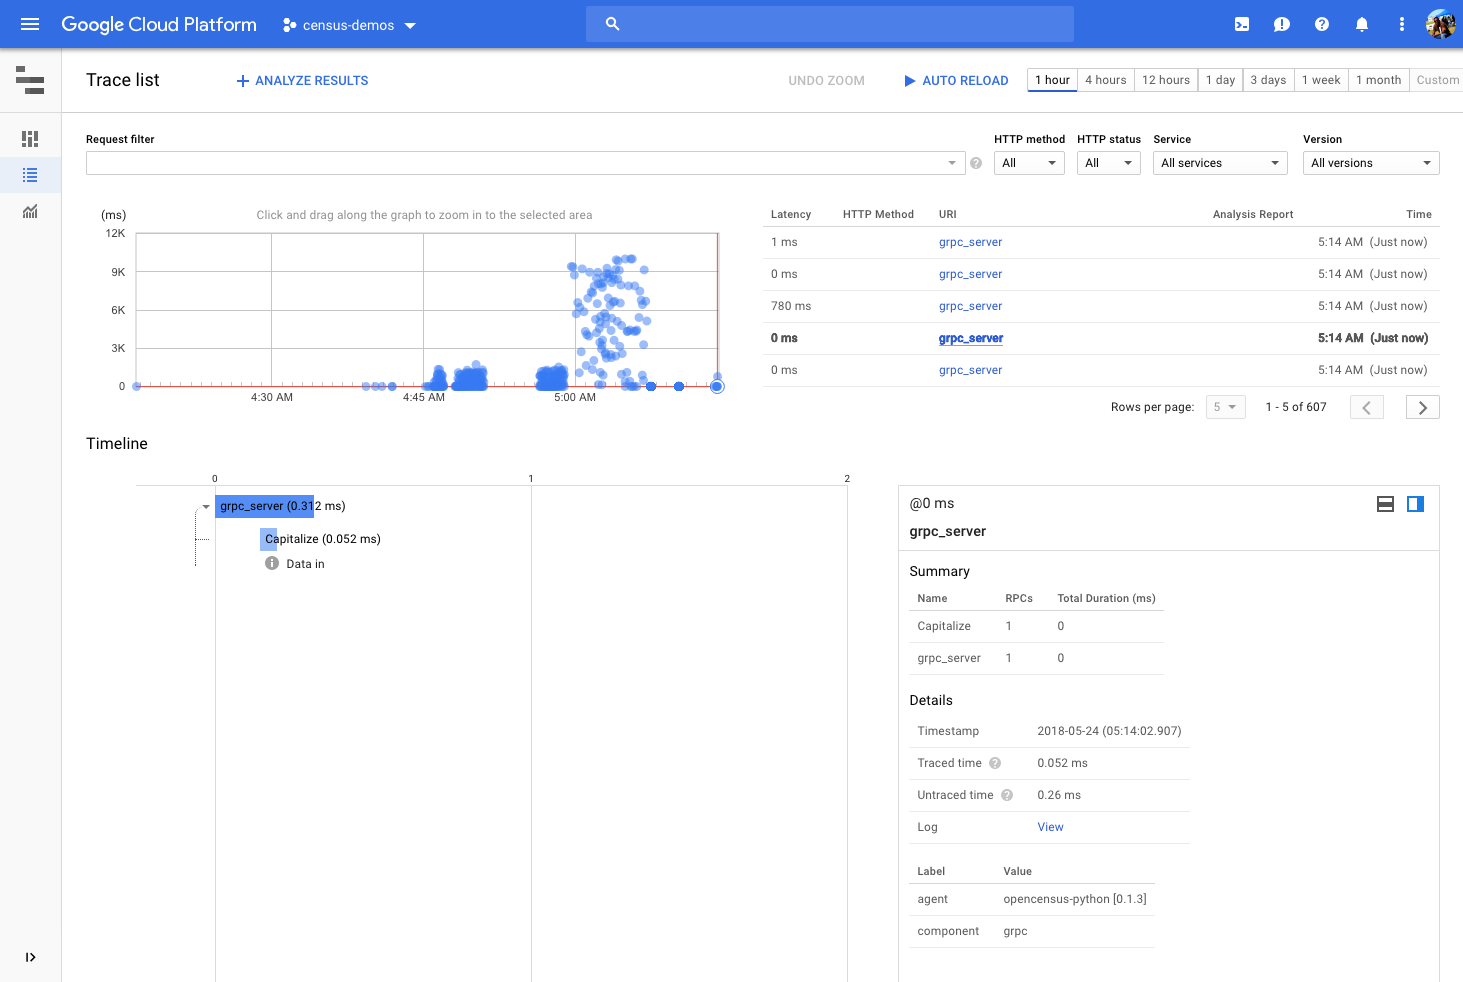 Google Cloud Platform census-demos
Trace list ANALYZE RESULTS UNDO ZOOM AUTO RELOAD 1 hour 4 hours 12 hours 1 day 3 days 1 week 1 month Custom
Request filter HTTP method HTTP status Service Version
All All All services All versions
(ms) Click and drag along the graph to zoom in to the selected area
12K
9K
6K
3K
0
4:30 AM 4:45 AM 5:00 AM
Latency HTTP Method URI Analysis Report Time
1 ms grpc_server 5:14 AM (Just now)
0 ms grpc_server 5:14 AM (Just now)
780 ms grpc_server 5:14 AM (Just now)
0 ms grpc_server 5:14 AM (Just now)
0 ms grpc_server 5:14 AM (Just now)
Rows per page: 5 1 - 5 of 607
Timeline
0 1 2
grpc_server (0.312 ms)
Capitalize (0.052 ms)
Data in
@0 ms
grpc_server
Summary
Name RPCs Total Duration (ms)
Capitalize 1 0
grpc_server 1 0
Details
Timestamp 2018-05-24 (05:14:02.907)
Traced time 0.052 ms
Untraced time 0.26 ms
Log View
Label Value
agent opencensus-python [0.1.3]
component grpc